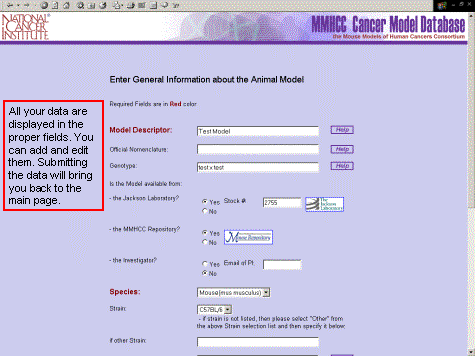 NATIONAL
CANCER
INSTITUTE
MMHCC Cancer Model Database
the Mouse Models of Human Cancers Consortium
Enter General Information about the Animal Model
Required Fields are in Red color
All your data are
displayed in the
proper fields. You
can add and edit
them. Submitting
the data will bring
you back to the
main page.
Model Descriptor: Test Model Help
Official Nomenclature: Help
Genotype: test x test Help
Is the Model available from:
- the Jackson Laboratory? Yes Stock #: 2755 The Jackson Laboratory
No
- the MMHCC Repository? Yes Mouse Repository
No
- the Investigator? Yes Email of PI:
No
Species: Mouse(mus musculus)
Strain: C57BL/6
- if strain is not listed, then please select "Other" from
the above Strain selection list and then specify it below:
If other Strain: